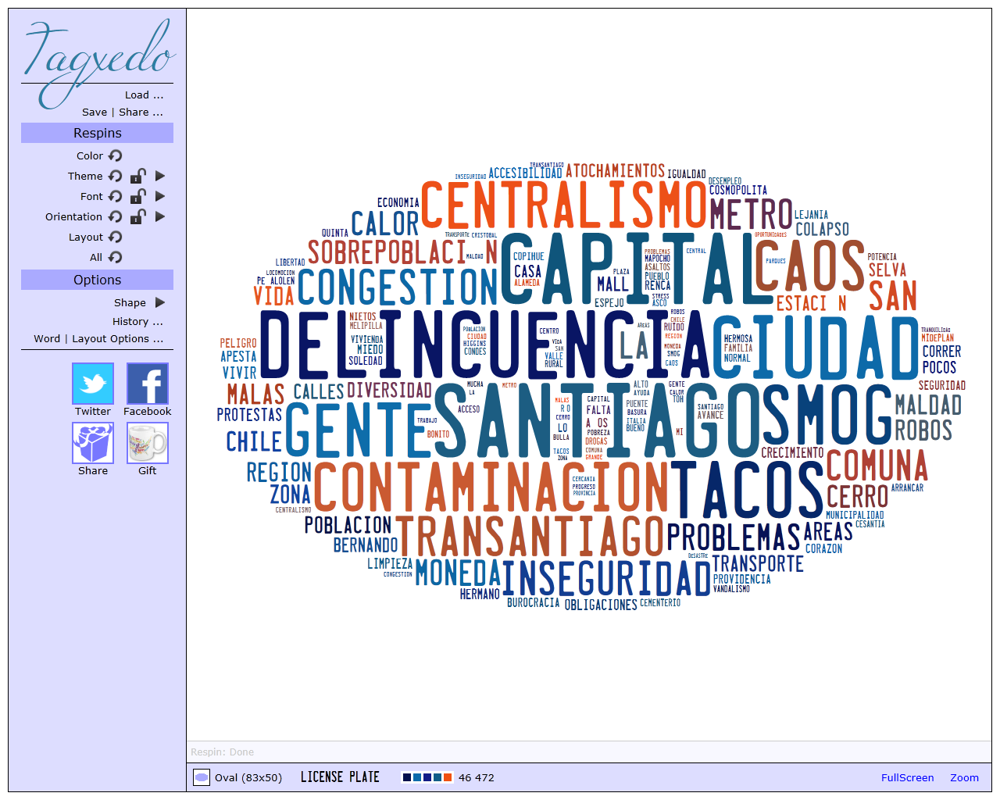 Tagxedo
Load ...
Save | Share ...
Respins
Color
Theme
Font
Orientation
Layout
All
Options
Shape
History ...
Word | Layout Options ...
Twitter
Facebook
Share
Gift
TRANSANTIAGO
INSEGURIDAD ACCESIBILIDAD ATOCHAMIENTOS IGUALDAD
DESEMPLEO
ECONOMIA CENTRALISMO COSMOPOLITA
CALOR METRO LEJANIA
COLAPSO
QUINTA TRANSPORTE CRISTOBAL OPORTUNIDADES
LIBERTAD SOBREPOBLACI N MALDAD CAPITAL CAOS POTENCIA
COPIHUE PROBLEMAS CENTRAL
MAPOCHO PARQUES
LOCOMOCION CASA PLAZA ASALTOS SELVA
PE ALOLEN ALAMEDA MALL PUEBLO
RENCA
VIDA CONGESTION ESPEJO STRESS
ASCO ESTACI N SAN
DELINCUENCIA CIUDAD
NIETOS ROBOS
MELIPILLA CHILE
POBLACION CENTRO AREAS RUIDO TRANQUILIDAD
PELIGRO VIVIENDA CIUDAD LA REGION HERMOSA MIDEPLAN
MIEDO HIGGINS VIDA MONEDA FAMILIA
APESTA SOLEDAD CONDES SAN SMOG NORMAL CORRER
VALLE
VIVIR RURAL CAOS POCOS
MALAS CALLES DIVERSIDAD MUCHA METRO ALTO GENTE SEGURIDAD
LA AYUDA CALOR
PROTESTAS GENTE SANTIAGO SMOG MALDAD
ACCESO MALAS CAPITAL PUENTE TOH SANTIAGO
R O FALTA BASURA AVANCE
TRABAJO CERRO A OS ITALIA
CHILE BONITO LO POBREZA BUENO MI ROBOS
BULLA DROGAS
TACOS COMUNA
ZONA GRANDE CRECIMIENTO COMUNA
REGION CONTAMINACION TACOS
CERCANIA
ZONA PROGRESO CERRO ARRANCAR
PROVINCIA
CENTRALISMO MUNICIPALIDAD
POBLACION TRANSANTIAGO PROBLEMAS AREAS CESANTIA
BERNANDO CORAZON
LIMPIEZA MONEDA INSEGURIDAD DESASTRE TRANSPORTE
CONGESTION PROVIDENCIA
HERMANO VANDALISMO
BUROCRACIA OBLIGACIONES CEMENTERIO
Respin: Done
Oval (83x50) LICENSE PLATE 46 472 FullScreen Zoom